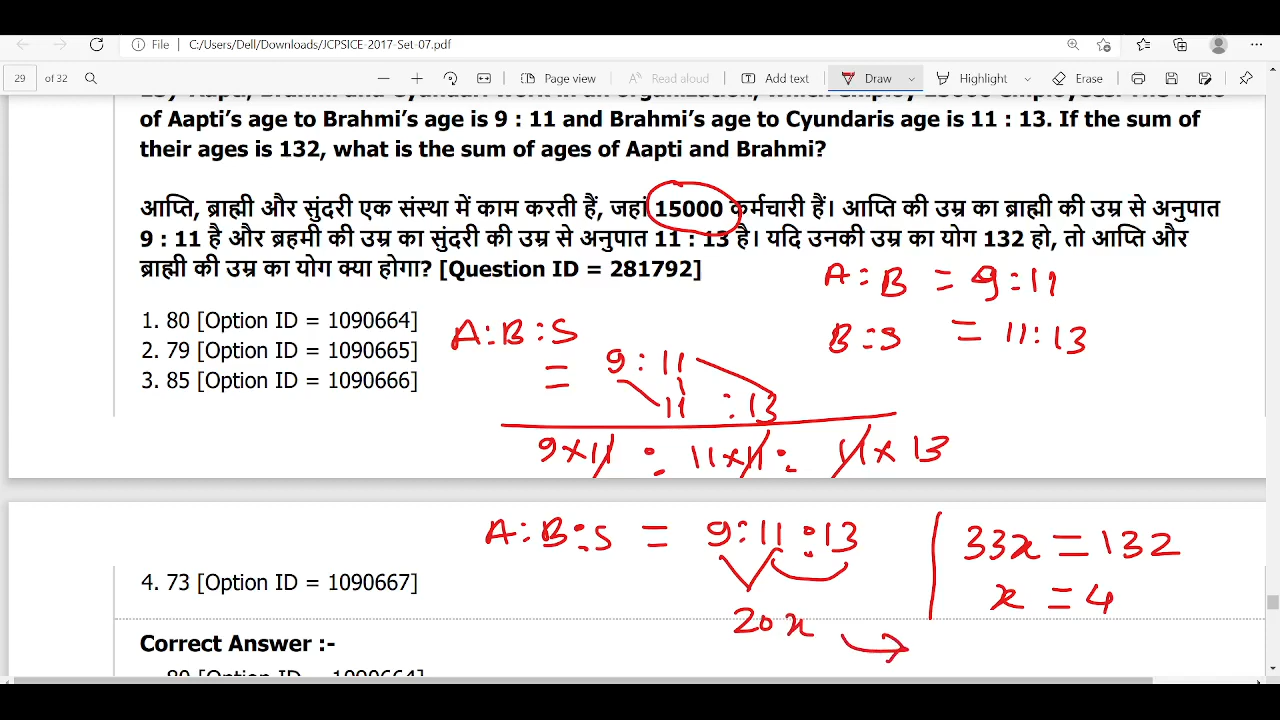 File C:/Users/Dell/Downloads/JCPSICE-2017-Set-07.pdf
29 of 32 Page view Read aloud Add text Draw Highlight Erase
of Aapti's age to Brahmi's age is 9 : 11 and Brahmi's age to Cyundaris age is 11 : 13. If the sum of
their ages is 132, what is the sum of ages of Aapti and Brahmi?
आप्ति, ब्राह्मी और सुंदरी एक संस्था में काम करती हैं, जहां 15000 कर्मचारी हैं। आप्ति की उम्र का ब्राह्मी की उम्र से अनुपात
9 : 11 है और ब्रहमी की उम्र का सुंदरी की उम्र से अनुपात 11 : 13 है। यदि उनकी उम्र का योग 132 हो, तो आप्ति और
ब्राह्मी की उम्र का योग क्या होगा? [Question ID = 281792]
A:B = 9:11
1. 80 [Option ID = 1090664]
A:B:S
B:S = 11:13
2. 79 [Option ID = 1090665]
= 9:11
3. 85 [Option ID = 1090666]
11 :13
9×11 : 11×11 : 11×13
A:B:S = 9:11:13
33x = 132
4. 73 [Option ID = 1090667]
x = 4
20x
Correct Answer :-
80 [Option ID = 1090664]